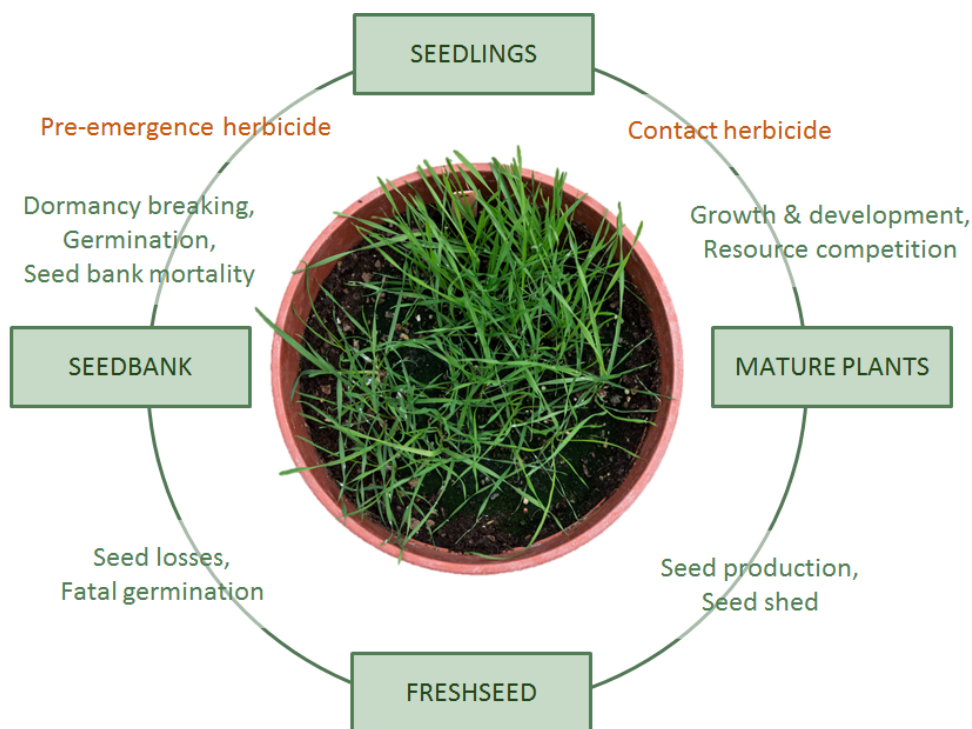 SEEDLINGS
Pre-emergence herbicide
Contact herbicide
Dormancy breaking,
Germination,
Seed bank mortality
Growth & development,
Resource competition
SEEDBANK
MATURE PLANTS
Seed losses,
Fatal germination
Seed production,
Seed shed
FRESHSEED